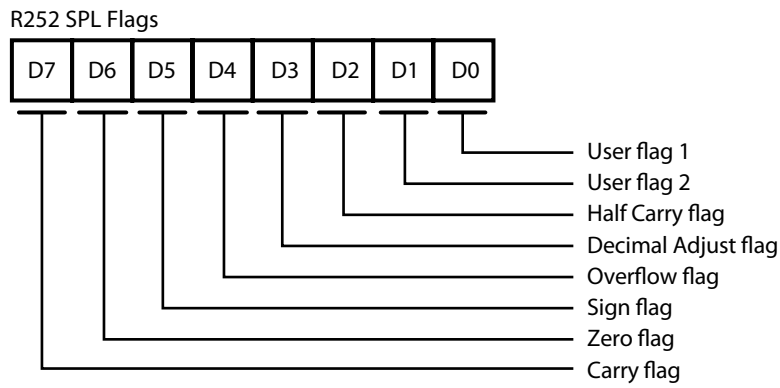 R252 SPL Flags
D7 D6 D5 D4 D3 D2 D1 D0
User flag 1
User flag 2
Half Carry flag
Decimal Adjust flag
Overflow flag
Sign flag
Zero flag
Carry flag